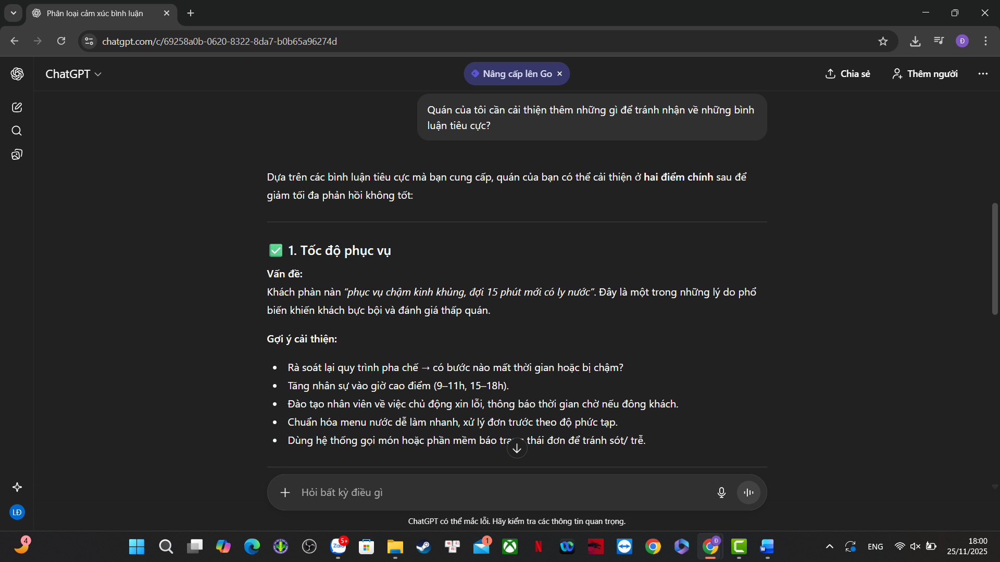 Phân loại cảm xúc bình luận
chatgpt.com/c/69258a0b-0620-8322-8da7-b0b65a96274d
Đ
ChatGPT
Nâng cấp lên Go
Chia sẻ
Thêm người
Quán của tôi cần cải thiện thêm những gì để tránh nhận về những bình
luận tiêu cực?
Dựa trên các bình luận tiêu cực mà bạn cung cấp, quán của bạn có thể cải thiện ở hai điểm chính sau để
giảm tối đa phản hồi không tốt:
✅ 1. Tốc độ phục vụ
Vấn đề:
Khách phàn nàn “phục vụ chậm kinh khủng, đợi 15 phút mới có ly nước”. Đây là một trong những lý do phổ
biến khiến khách bực bội và đánh giá thấp quán.
Gợi ý cải thiện:
• Rà soát lại quy trình pha chế → có bước nào mất thời gian hoặc bị chậm?
• Tăng nhân sự vào giờ cao điểm (9–11h, 15–18h).
• Đào tạo nhân viên về việc chủ động xin lỗi, thông báo thời gian chờ nếu đông khách.
• Chuẩn hóa menu nước dễ làm nhanh, xử lý đơn trước theo độ phức tạp.
• Dùng hệ thống gọi món hoặc phần mềm báo trạng thái đơn để tránh sót/ trễ.
Hỏi bất kỳ điều gì
LĐ
ChatGPT có thể mắc lỗi. Hãy kiểm tra các thông tin quan trọng.
4
Zalo
5+
1
Đ
ENG
18:00
25/11/2025